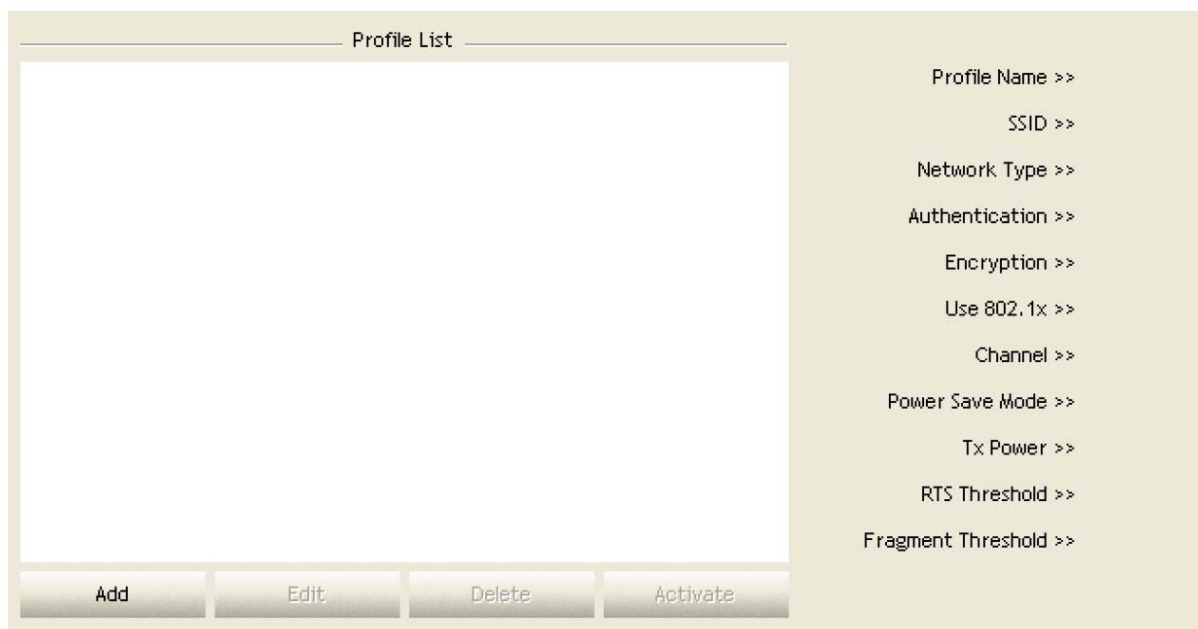 Profile List
Profile Name >>
SSID >>
Network Type >>
Authentication >>
Encryption >>
Use 802.1x >>
Channel >>
Power Save Mode >>
Tx Power >>
RTS Threshold >>
Fragment Threshold >>
Add Edit Delete Activate